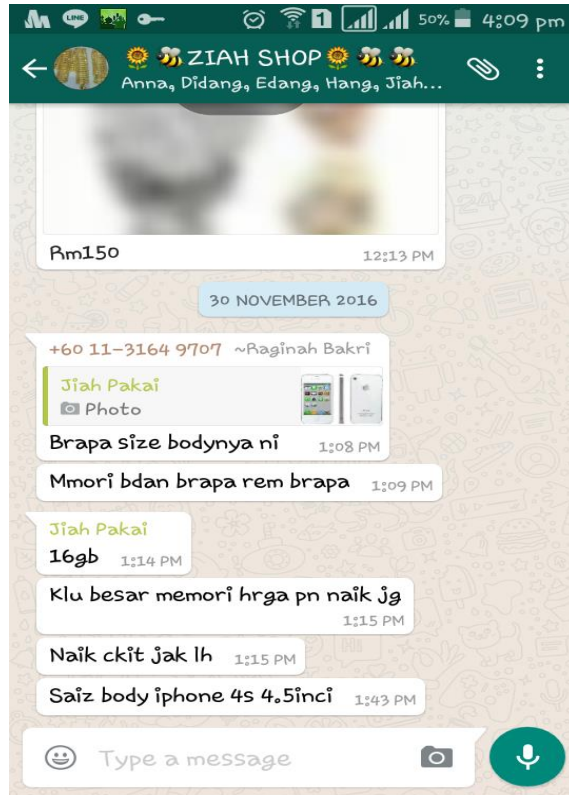 LINE 1 50% 4:09 pm
🌻 🐝 ZIAH SHOP 🌻 🐝 🐝
Anna, Didang, Edang, Hang, Jiah...
Rm150 12:13 PM
30 NOVEMBER 2016
+60 11-3164 9707 ~Raginah Bakri
Jiah Pakai
Photo
Brapa size bodynya ni 1:08 PM
Mmori bdan brapa rem brapa 1:09 PM
Jiah Pakai
16gb 1:14 PM
Klu besar memori hrga pn naik jg
1:15 PM
Naik ckit jak lh 1:15 PM
Saiz body iphone 4s 4.5inci 1:43 PM
Type a message